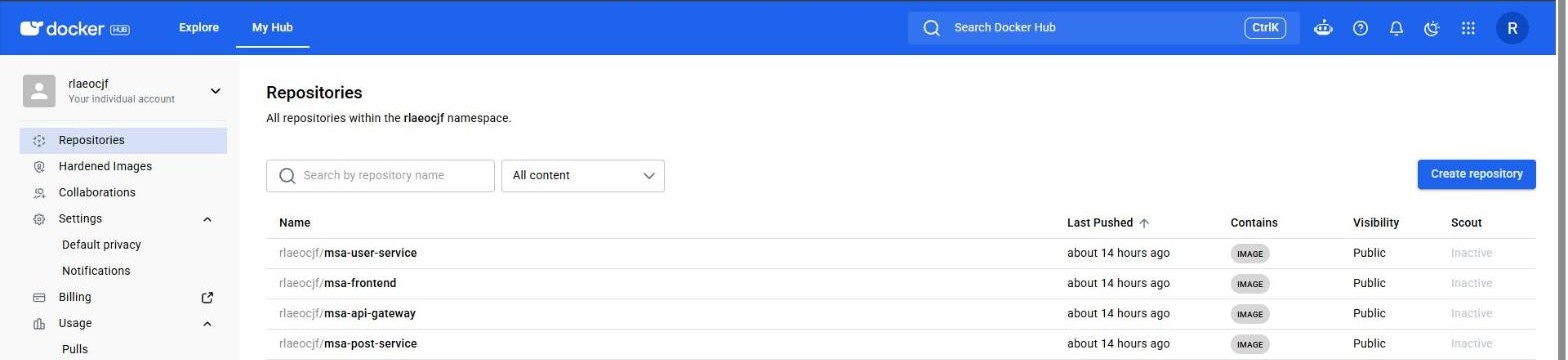 docker HUB
Explore
My Hub
Search Docker Hub
CtrlK
R
rlaeocjf
Your individual account
Repositories
Hardened Images
Collaborations
Settings
Default privacy
Notifications
Billing
Usage
Pulls
Repositories
All repositories within the rlaeocjf namespace.
Search by repository name
All content
Create repository
Name Last Pushed Contains Visibility Scout
rlaeocjf/msa-user-service about 14 hours ago IMAGE Public Inactive
rlaeocjf/msa-frontend about 14 hours ago IMAGE Public Inactive
rlaeocjf/msa-api-gateway about 14 hours ago IMAGE Public Inactive
rlaeocjf/msa-post-service about 14 hours ago IMAGE Public Inactive